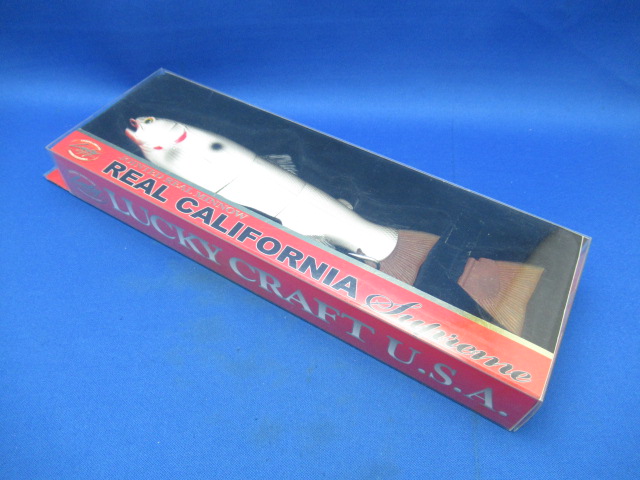 REAL CALIFORNIA Supreme
LUCKY CRAFT U.S.A.